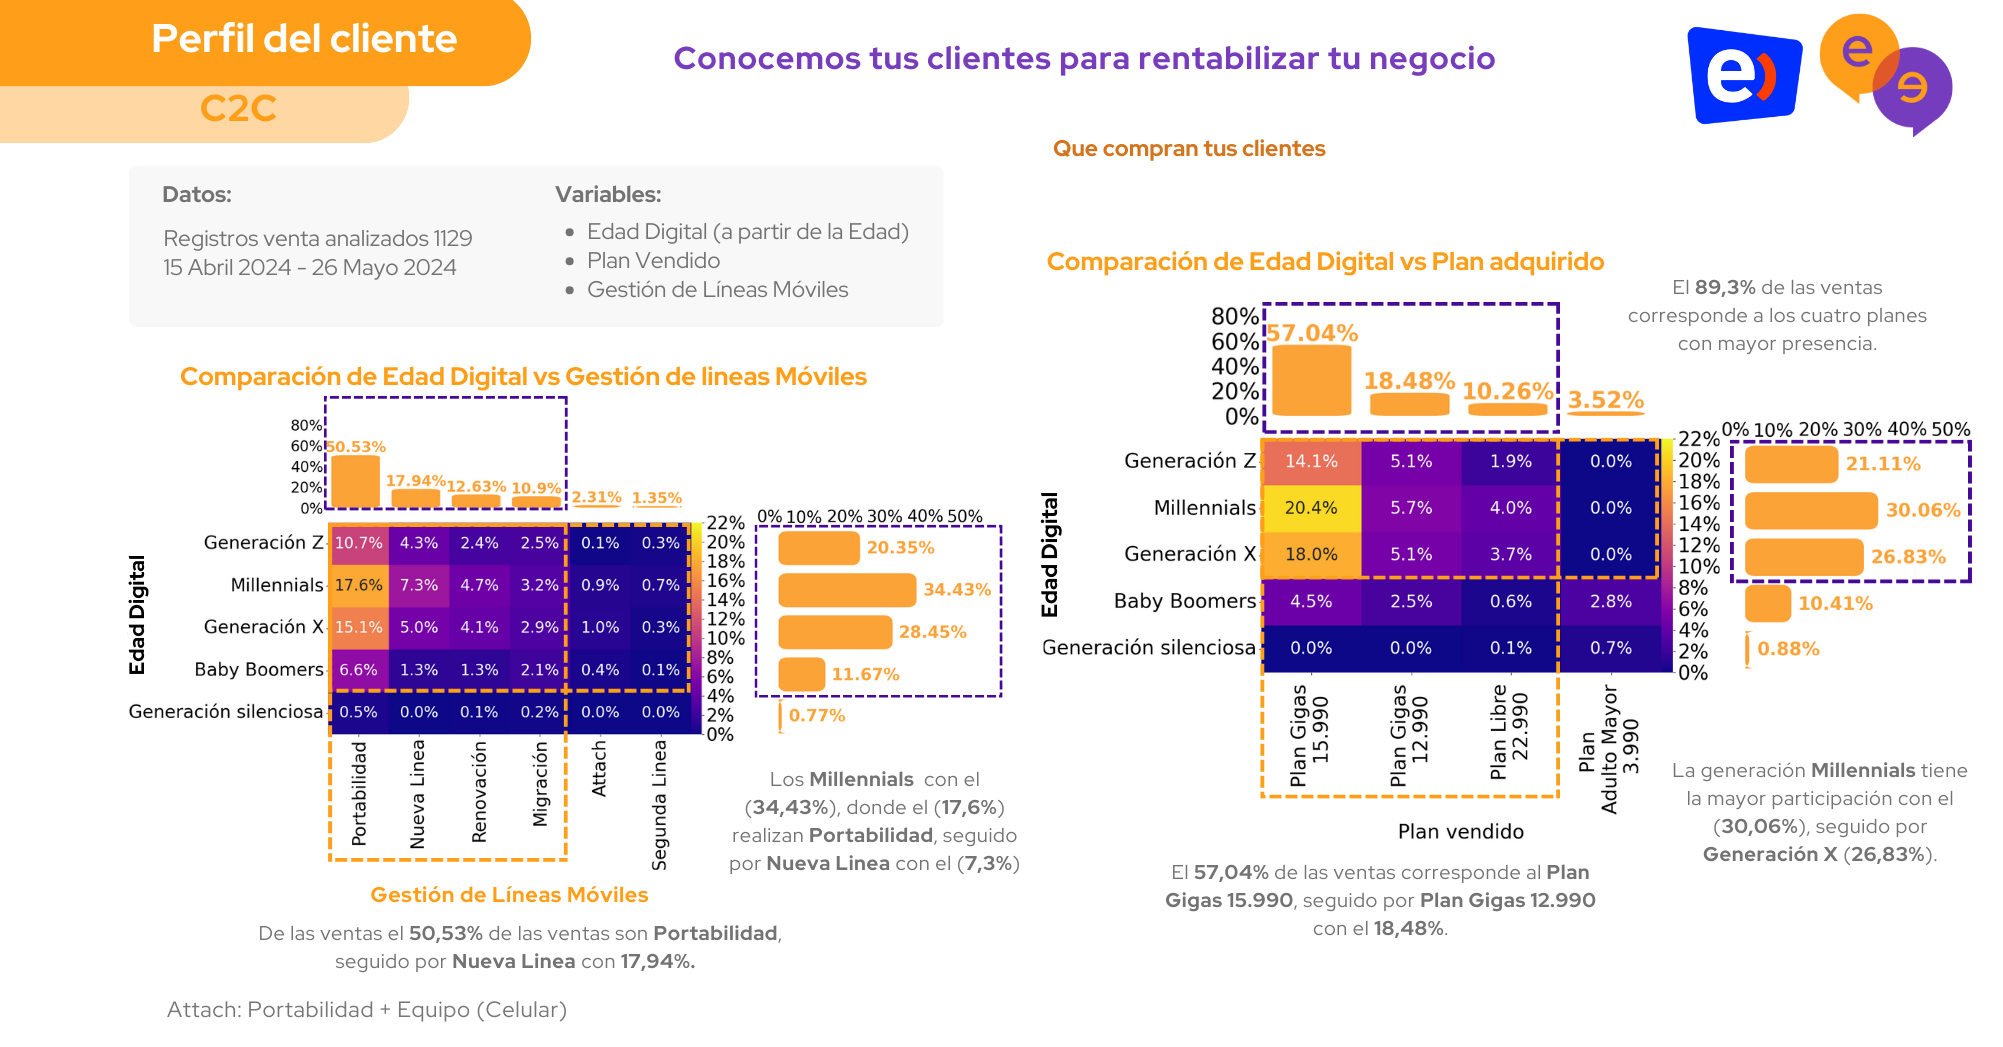 Perfil del cliente
C2C
Conocemos tus clientes para rentabilizar tu negocio
e)
e
e
Datos:
Registros venta analizados 1129
15 Abril 2024 - 26 Mayo 2024
Variables:
• Edad Digital (a partir de la Edad)
• Plan Vendido
• Gestión de Líneas Móviles
Comparación de Edad Digital vs Gestión de lineas Móviles
80%
60%
40%
20%
0%
50.53%
17.94%
12.63%
10.9%
2.31%
1.35%
Edad Digital
Generación Z 10.7% 4.3% 2.4% 2.5% 0.1% 0.3%
Millennials 17.6% 7.3% 4.7% 3.2% 0.9% 0.7%
Generación X 15.1% 5.0% 4.1% 2.9% 1.0% 0.3%
Baby Boomers 6.6% 1.3% 1.3% 2.1% 0.4% 0.1%
Generación silenciosa 0.5% 0.0% 0.1% 0.2% 0.0% 0.0%
Portabilidad
Nueva Linea
Renovación
Migración
Attach
Segunda Linea
22%
20%
18%
16%
14%
12%
10%
8%
6%
4%
2%
0%
0% 10% 20% 30% 40% 50%
20.35%
34.43%
28.45%
11.67%
0.77%
Los Millennials con el
(34,43%), donde el (17,6%)
realizan Portabilidad, seguido
por Nueva Linea con el (7,3%)
Gestión de Líneas Móviles
De las ventas el 50,53% de las ventas son Portabilidad,
seguido por Nueva Linea con 17,94%.
Attach: Portabilidad + Equipo (Celular)
Que compran tus clientes
Comparación de Edad Digital vs Plan adquirido
El 89,3% de las ventas
corresponde a los cuatro planes
con mayor presencia.
80%
60%
40%
20%
0%
57.04%
18.48%
10.26%
3.52%
Edad Digital
Generación Z 14.1% 5.1% 1.9% 0.0%
Millennials 20.4% 5.7% 4.0% 0.0%
Generación X 18.0% 5.1% 3.7% 0.0%
Baby Boomers 4.5% 2.5% 0.6% 2.8%
Generación silenciosa 0.0% 0.0% 0.1% 0.7%
Plan Gigas
15.990
Plan Gigas
12.990
Plan Libre
22.990
Plan
Adulto Mayor
3.990
Plan vendido
22%
20%
18%
16%
14%
12%
10%
8%
6%
4%
2%
0%
0% 10% 20% 30% 40% 50%
21.11%
30.06%
26.83%
10.41%
0.88%
La generación Millennials tiene
la mayor participación con el
(30,06%), seguido por
Generación X (26,83%).
El 57,04% de las ventas corresponde al Plan
Gigas 15.990, seguido por Plan Gigas 12.990
con el 18,48%.